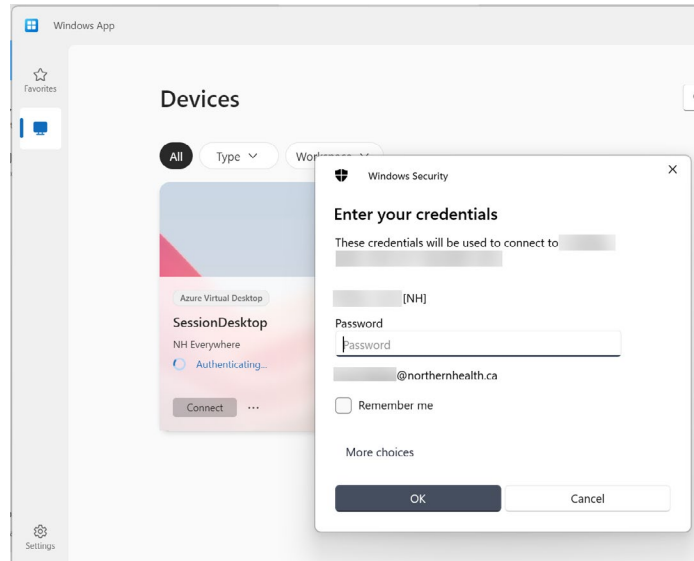 Windows App
Favorites
Devices
All
Type
Windows Security
Enter your credentials
These credentials will be used to connect to
[NH]
Password
Password
@northernhealth.ca
Remember me
More choices
OK
Cancel
Azure Virtual Desktop
SessionDesktop
NH Everywhere
Authenticating...
Connect
Settings